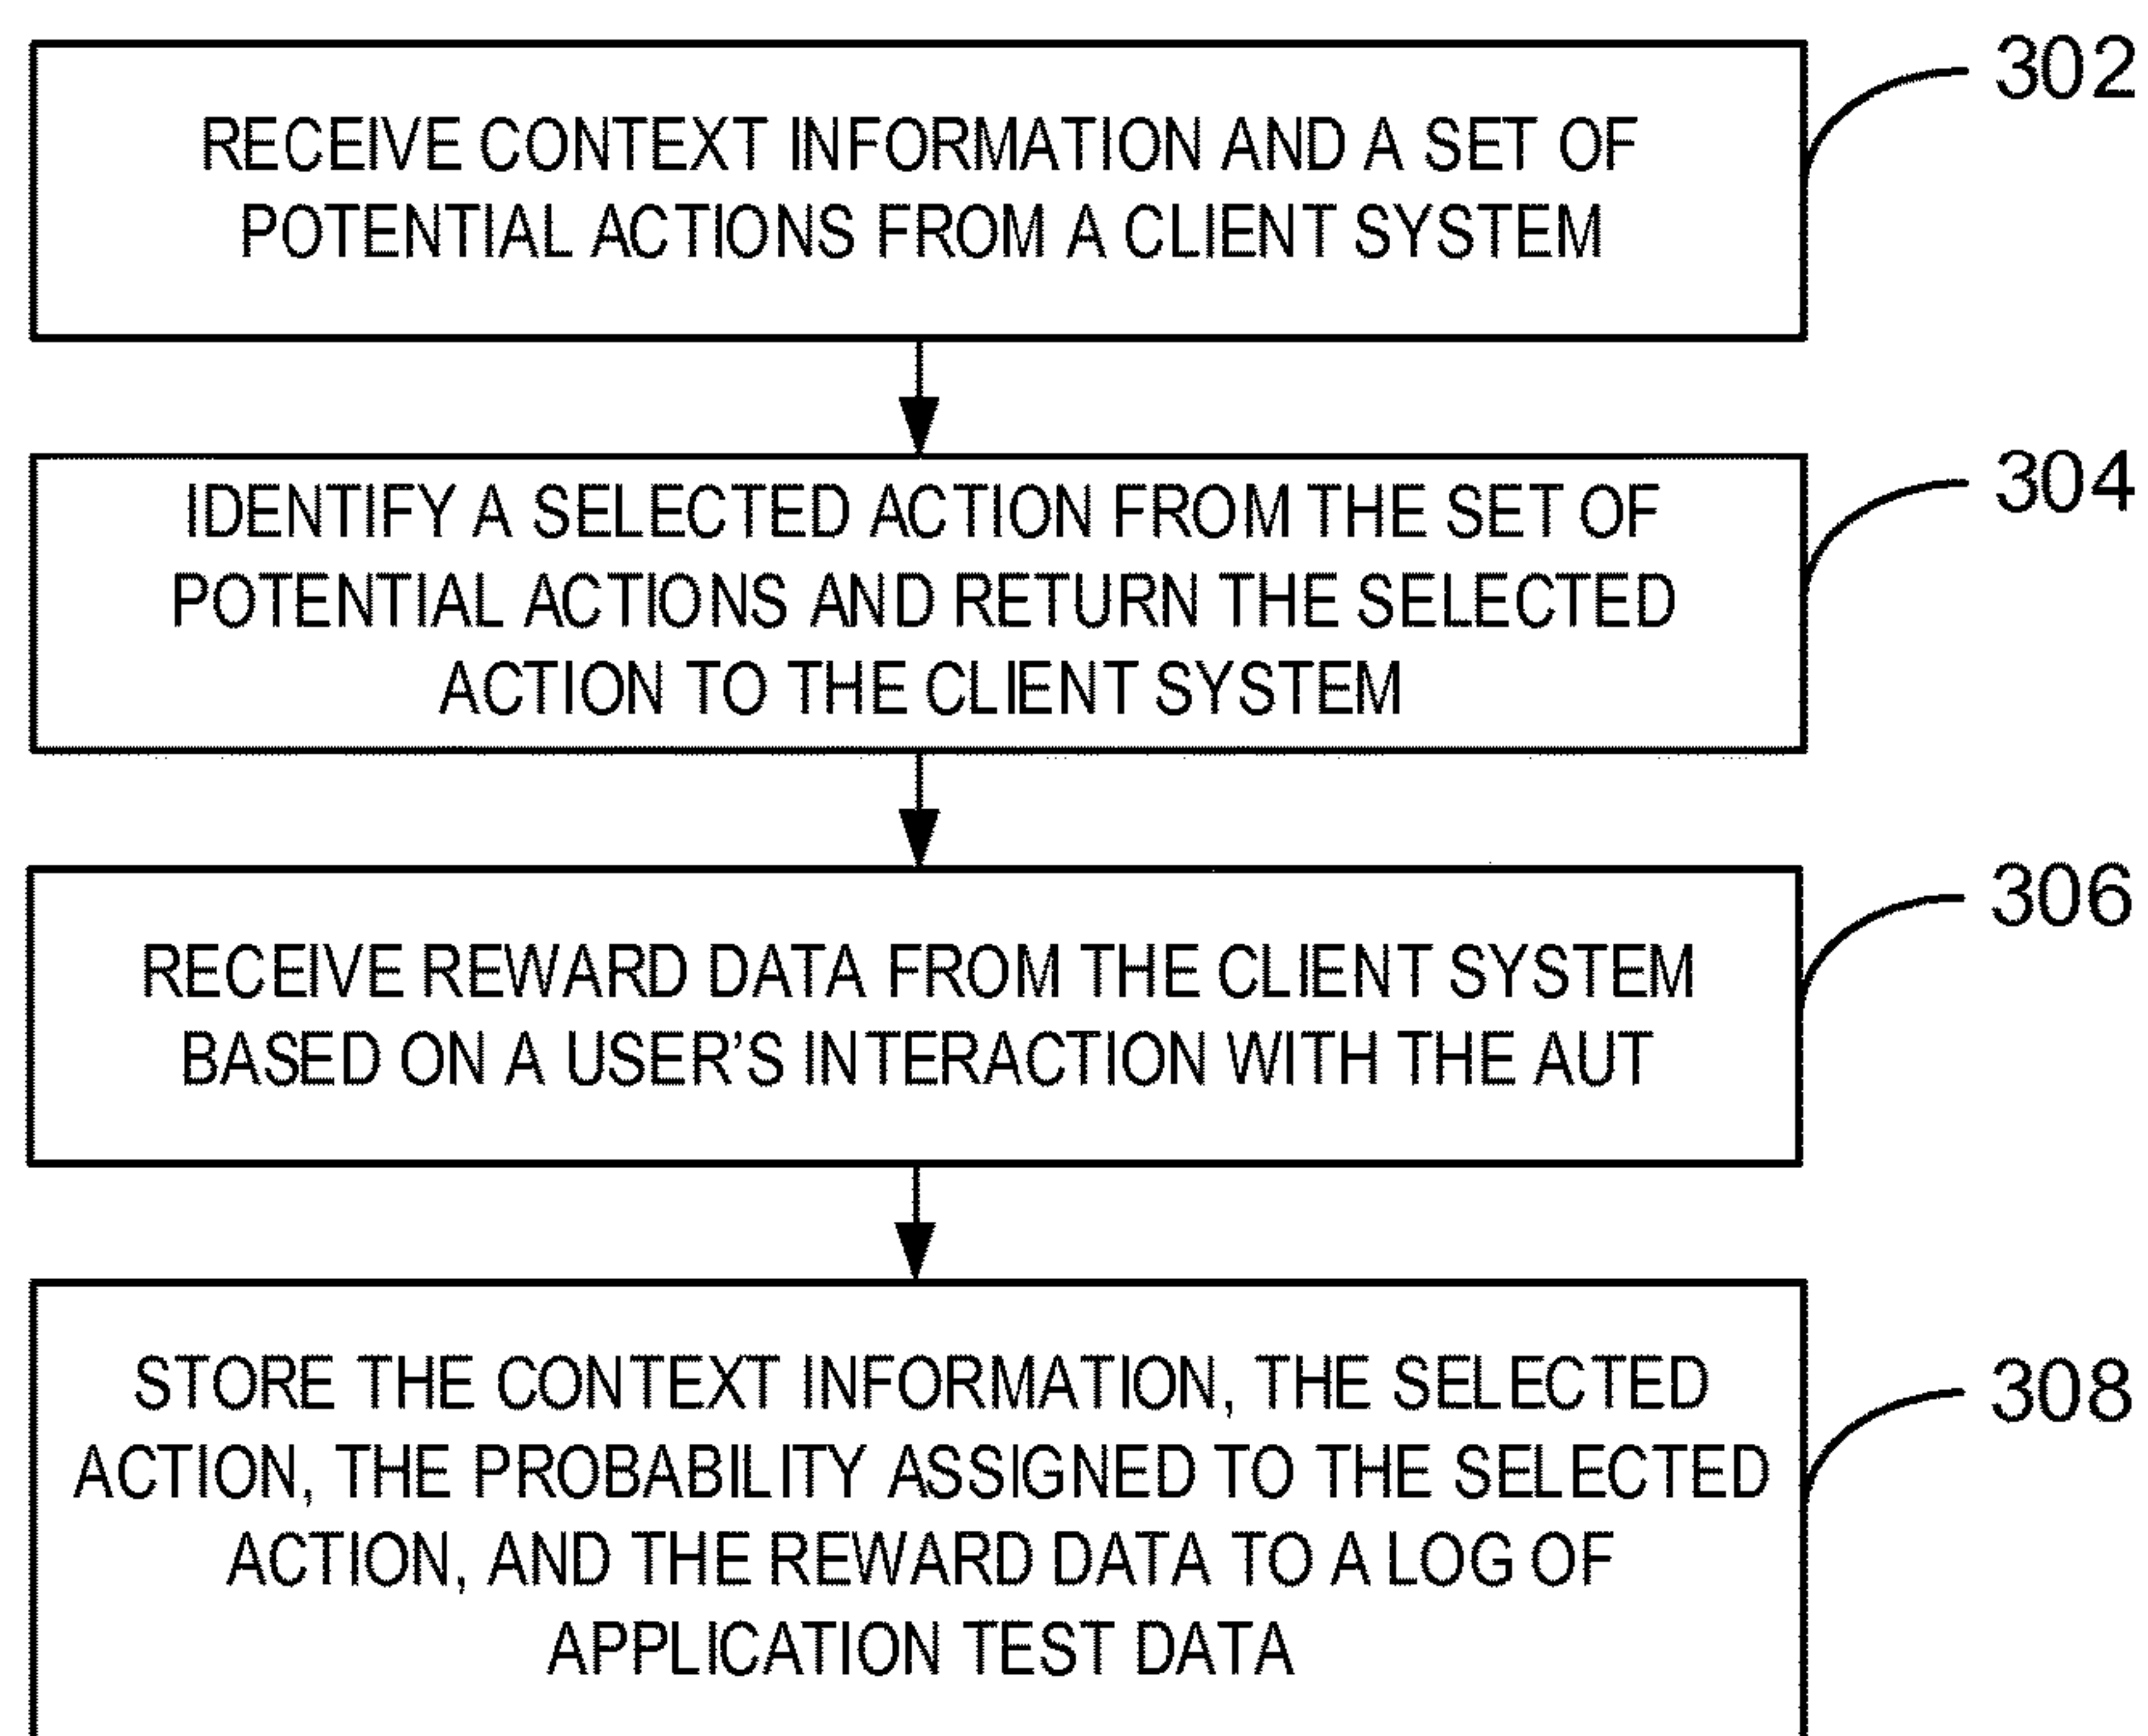 RECEIVE CONTEXT INFORMATION AND A SET OF
POTENTIAL ACTIONS FROM A CLIENT SYSTEM
302
IDENTIFY A SELECTED ACTION FROM THE SET OF
POTENTIAL ACTIONS AND RETURN THE SELECTED
ACTION TO THE CLIENT SYSTEM
304
RECEIVE REWARD DATA FROM THE CLIENT SYSTEM
BASED ON A USER’S INTERACTION WITH THE AUT
306
STORE THE CONTEXT INFORMATION, THE SELECTED
ACTION, THE PROBABILITY ASSIGNED TO THE SELECTED
ACTION, AND THE REWARD DATA TO A LOG OF
APPLICATION TEST DATA
308